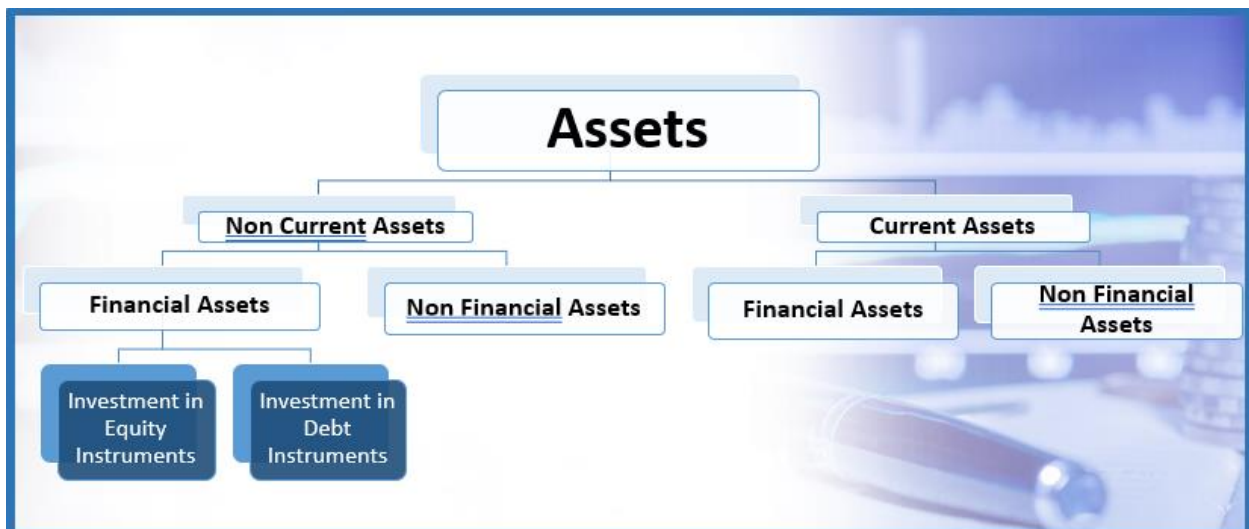 Assets
Non Current Assets
Current Assets
Financial Assets
Non Financial Assets
Financial Assets
Non Financial
Assets
Investment in
Equity
Instruments
Investment in
Debt
Instruments